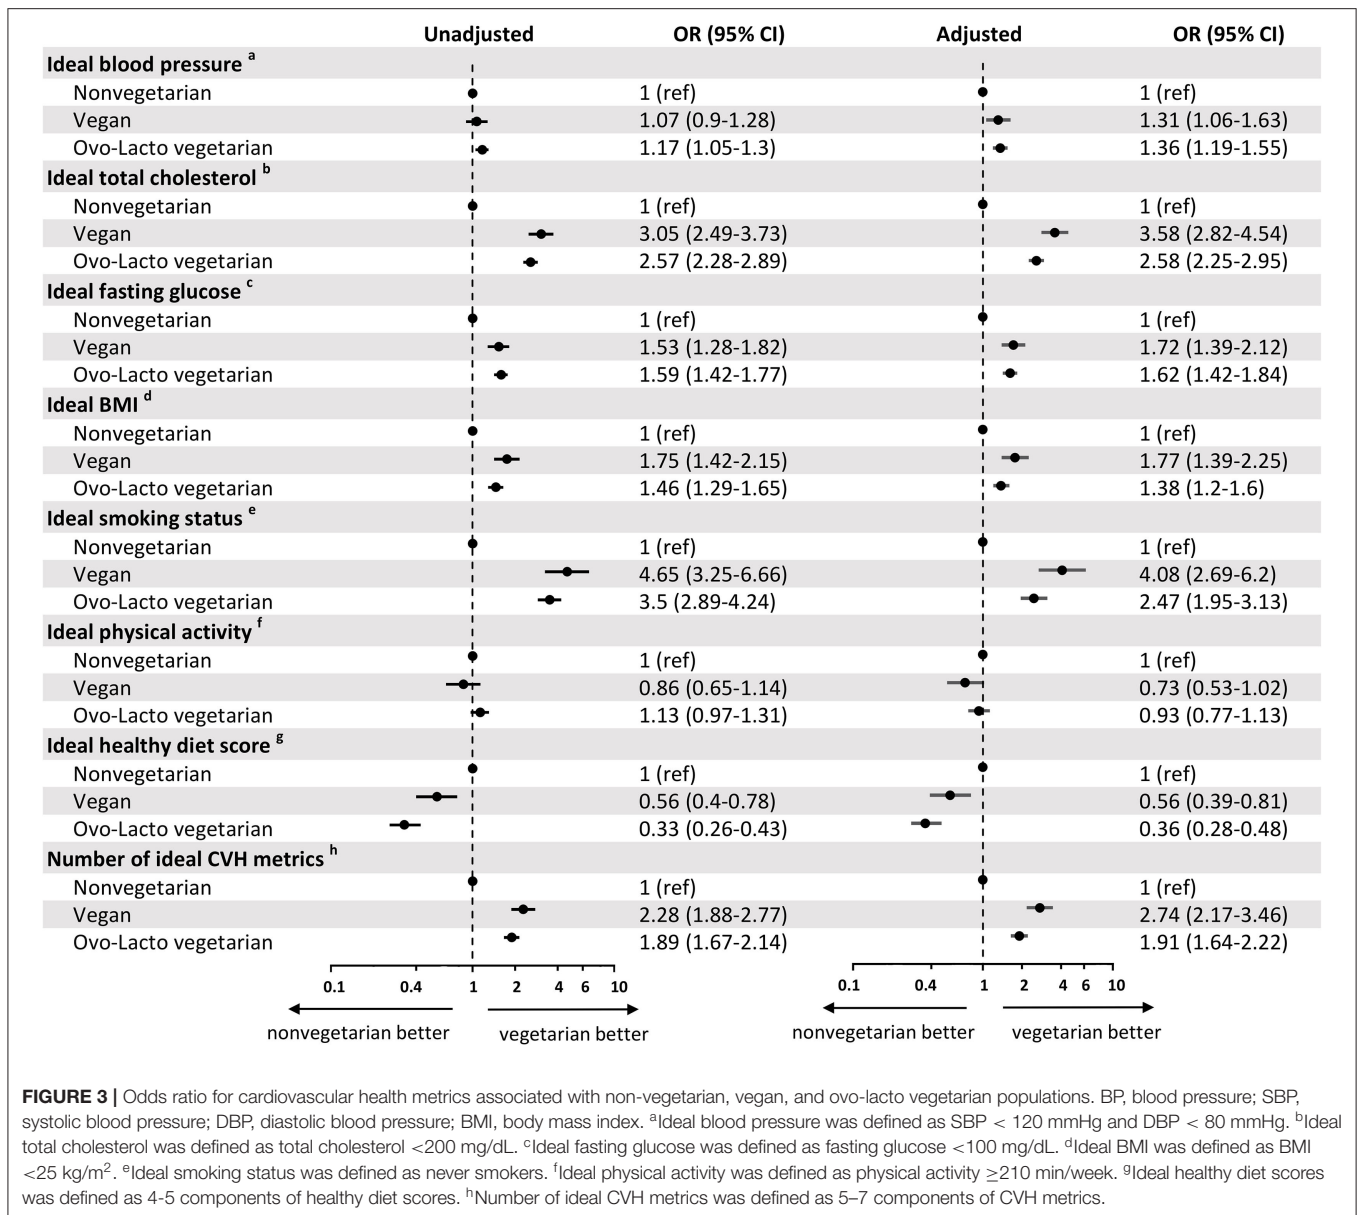 Unadjusted OR (95% CI) Adjusted OR (95% CI)
Ideal blood pressure a
Nonvegetarian 1 (ref) 1 (ref)
Vegan 1.07 (0.9-1.28) 1.31 (1.06-1.63)
Ovo-Lacto vegetarian 1.17 (1.05-1.3) 1.36 (1.19-1.55)
Ideal total cholesterol b
Nonvegetarian 1 (ref) 1 (ref)
Vegan 3.05 (2.49-3.73) 3.58 (2.82-4.54)
Ovo-Lacto vegetarian 2.57 (2.28-2.89) 2.58 (2.25-2.95)
Ideal fasting glucose c
Nonvegetarian 1 (ref) 1 (ref)
Vegan 1.53 (1.28-1.82) 1.72 (1.39-2.12)
Ovo-Lacto vegetarian 1.59 (1.42-1.77) 1.62 (1.42-1.84)
Ideal BMI d
Nonvegetarian 1 (ref) 1 (ref)
Vegan 1.75 (1.42-2.15) 1.77 (1.39-2.25)
Ovo-Lacto vegetarian 1.46 (1.29-1.65) 1.38 (1.2-1.6)
Ideal smoking status e
Nonvegetarian 1 (ref) 1 (ref)
Vegan 4.65 (3.25-6.66) 4.08 (2.69-6.2)
Ovo-Lacto vegetarian 3.5 (2.89-4.24) 2.47 (1.95-3.13)
Ideal physical activity f
Nonvegetarian 1 (ref) 1 (ref)
Vegan 0.86 (0.65-1.14) 0.73 (0.53-1.02)
Ovo-Lacto vegetarian 1.13 (0.97-1.31) 0.93 (0.77-1.13)
Ideal healthy diet score g
Nonvegetarian 1 (ref) 1 (ref)
Vegan 0.56 (0.4-0.78) 0.56 (0.39-0.81)
Ovo-Lacto vegetarian 0.33 (0.26-0.43) 0.36 (0.28-0.48)
Number of ideal CVH metrics h
Nonvegetarian 1 (ref) 1 (ref)
Vegan 2.28 (1.88-2.77) 2.74 (2.17-3.46)
Ovo-Lacto vegetarian 1.89 (1.67-2.14) 1.91 (1.64-2.22)
0.1 0.4 1 2 4 6 10 0.1 0.4 1 2 4 6 10
nonvegetarian better vegetarian better nonvegetarian better vegetarian better
FIGURE 3 | Odds ratio for cardiovascular health metrics associated with non-vegetarian, vegan, and ovo-lacto vegetarian populations. BP, blood pressure; SBP,
systolic blood pressure; DBP, diastolic blood pressure; BMI, body mass index. aIdeal blood pressure was defined as SBP < 120 mmHg and DBP < 80 mmHg. bIdeal
total cholesterol was defined as total cholesterol <200 mg/dL. cIdeal fasting glucose was defined as fasting glucose <100 mg/dL. dIdeal BMI was defined as BMI
<25 kg/m². eIdeal smoking status was defined as never smokers. fIdeal physical activity was defined as physical activity ≥210 min/week. gIdeal healthy diet scores
was defined as 4-5 components of healthy diet scores. hNumber of ideal CVH metrics was defined as 5–7 components of CVH metrics.